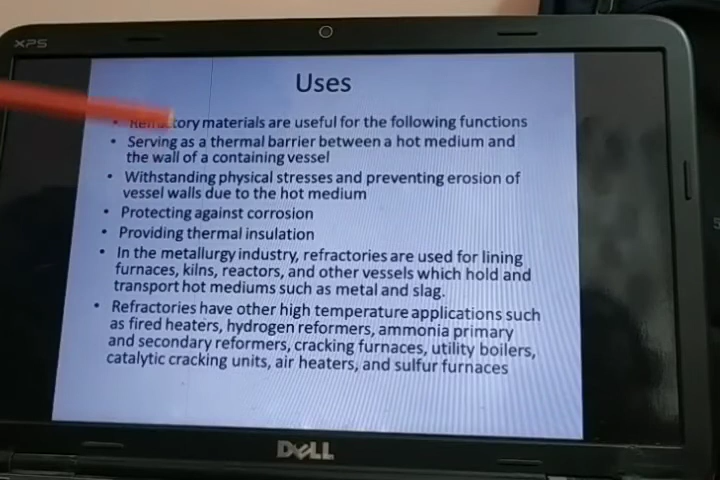 XPS
Uses
• Refractory materials are useful for the following functions
• Serving as a thermal barrier between a hot medium and
the wall of a containing vessel
• Withstanding physical stresses and preventing erosion of
vessel walls due to the hot medium
• Protecting against corrosion
• Providing thermal insulation
• In the metallurgy industry, refractories are used for lining
furnaces, kilns, reactors, and other vessels which hold and
transport hot mediums such as metal and slag.
• Refractories have other high temperature applications such
as fired heaters, hydrogen reformers, ammonia primary
and secondary reformers, cracking furnaces, utility boilers,
catalytic cracking units, air heaters, and sulfur furnaces
DELL